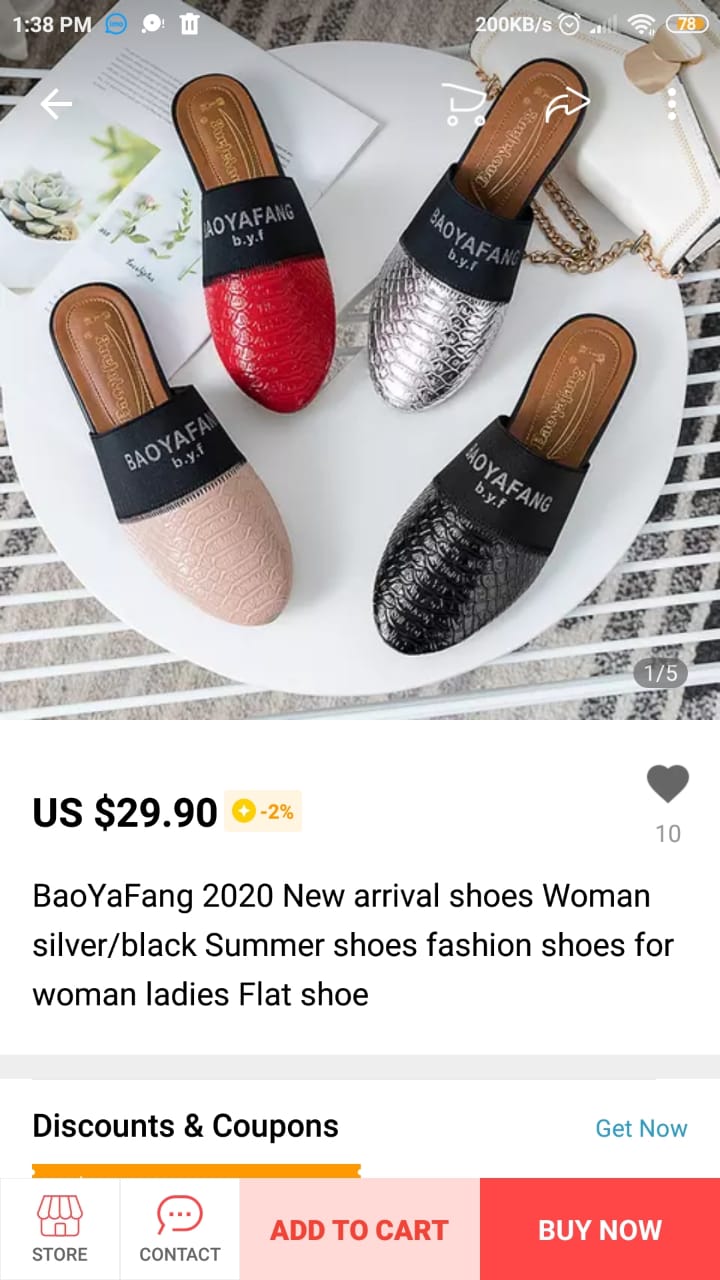 1:38 PM
200KB/s
78
BAOYAFANG
b.y.f
BAOYAFANG
b.y.f
BAOYAFAN
b.y.f
BAOYAFANG
b.y.f
1/5
US $29.90
-2%
10
BaoYaFang 2020 New arrival shoes Woman
silver/black Summer shoes fashion shoes for
woman ladies Flat shoe
Discounts & Coupons
Get Now
STORE
CONTACT
ADD TO CART
BUY NOW